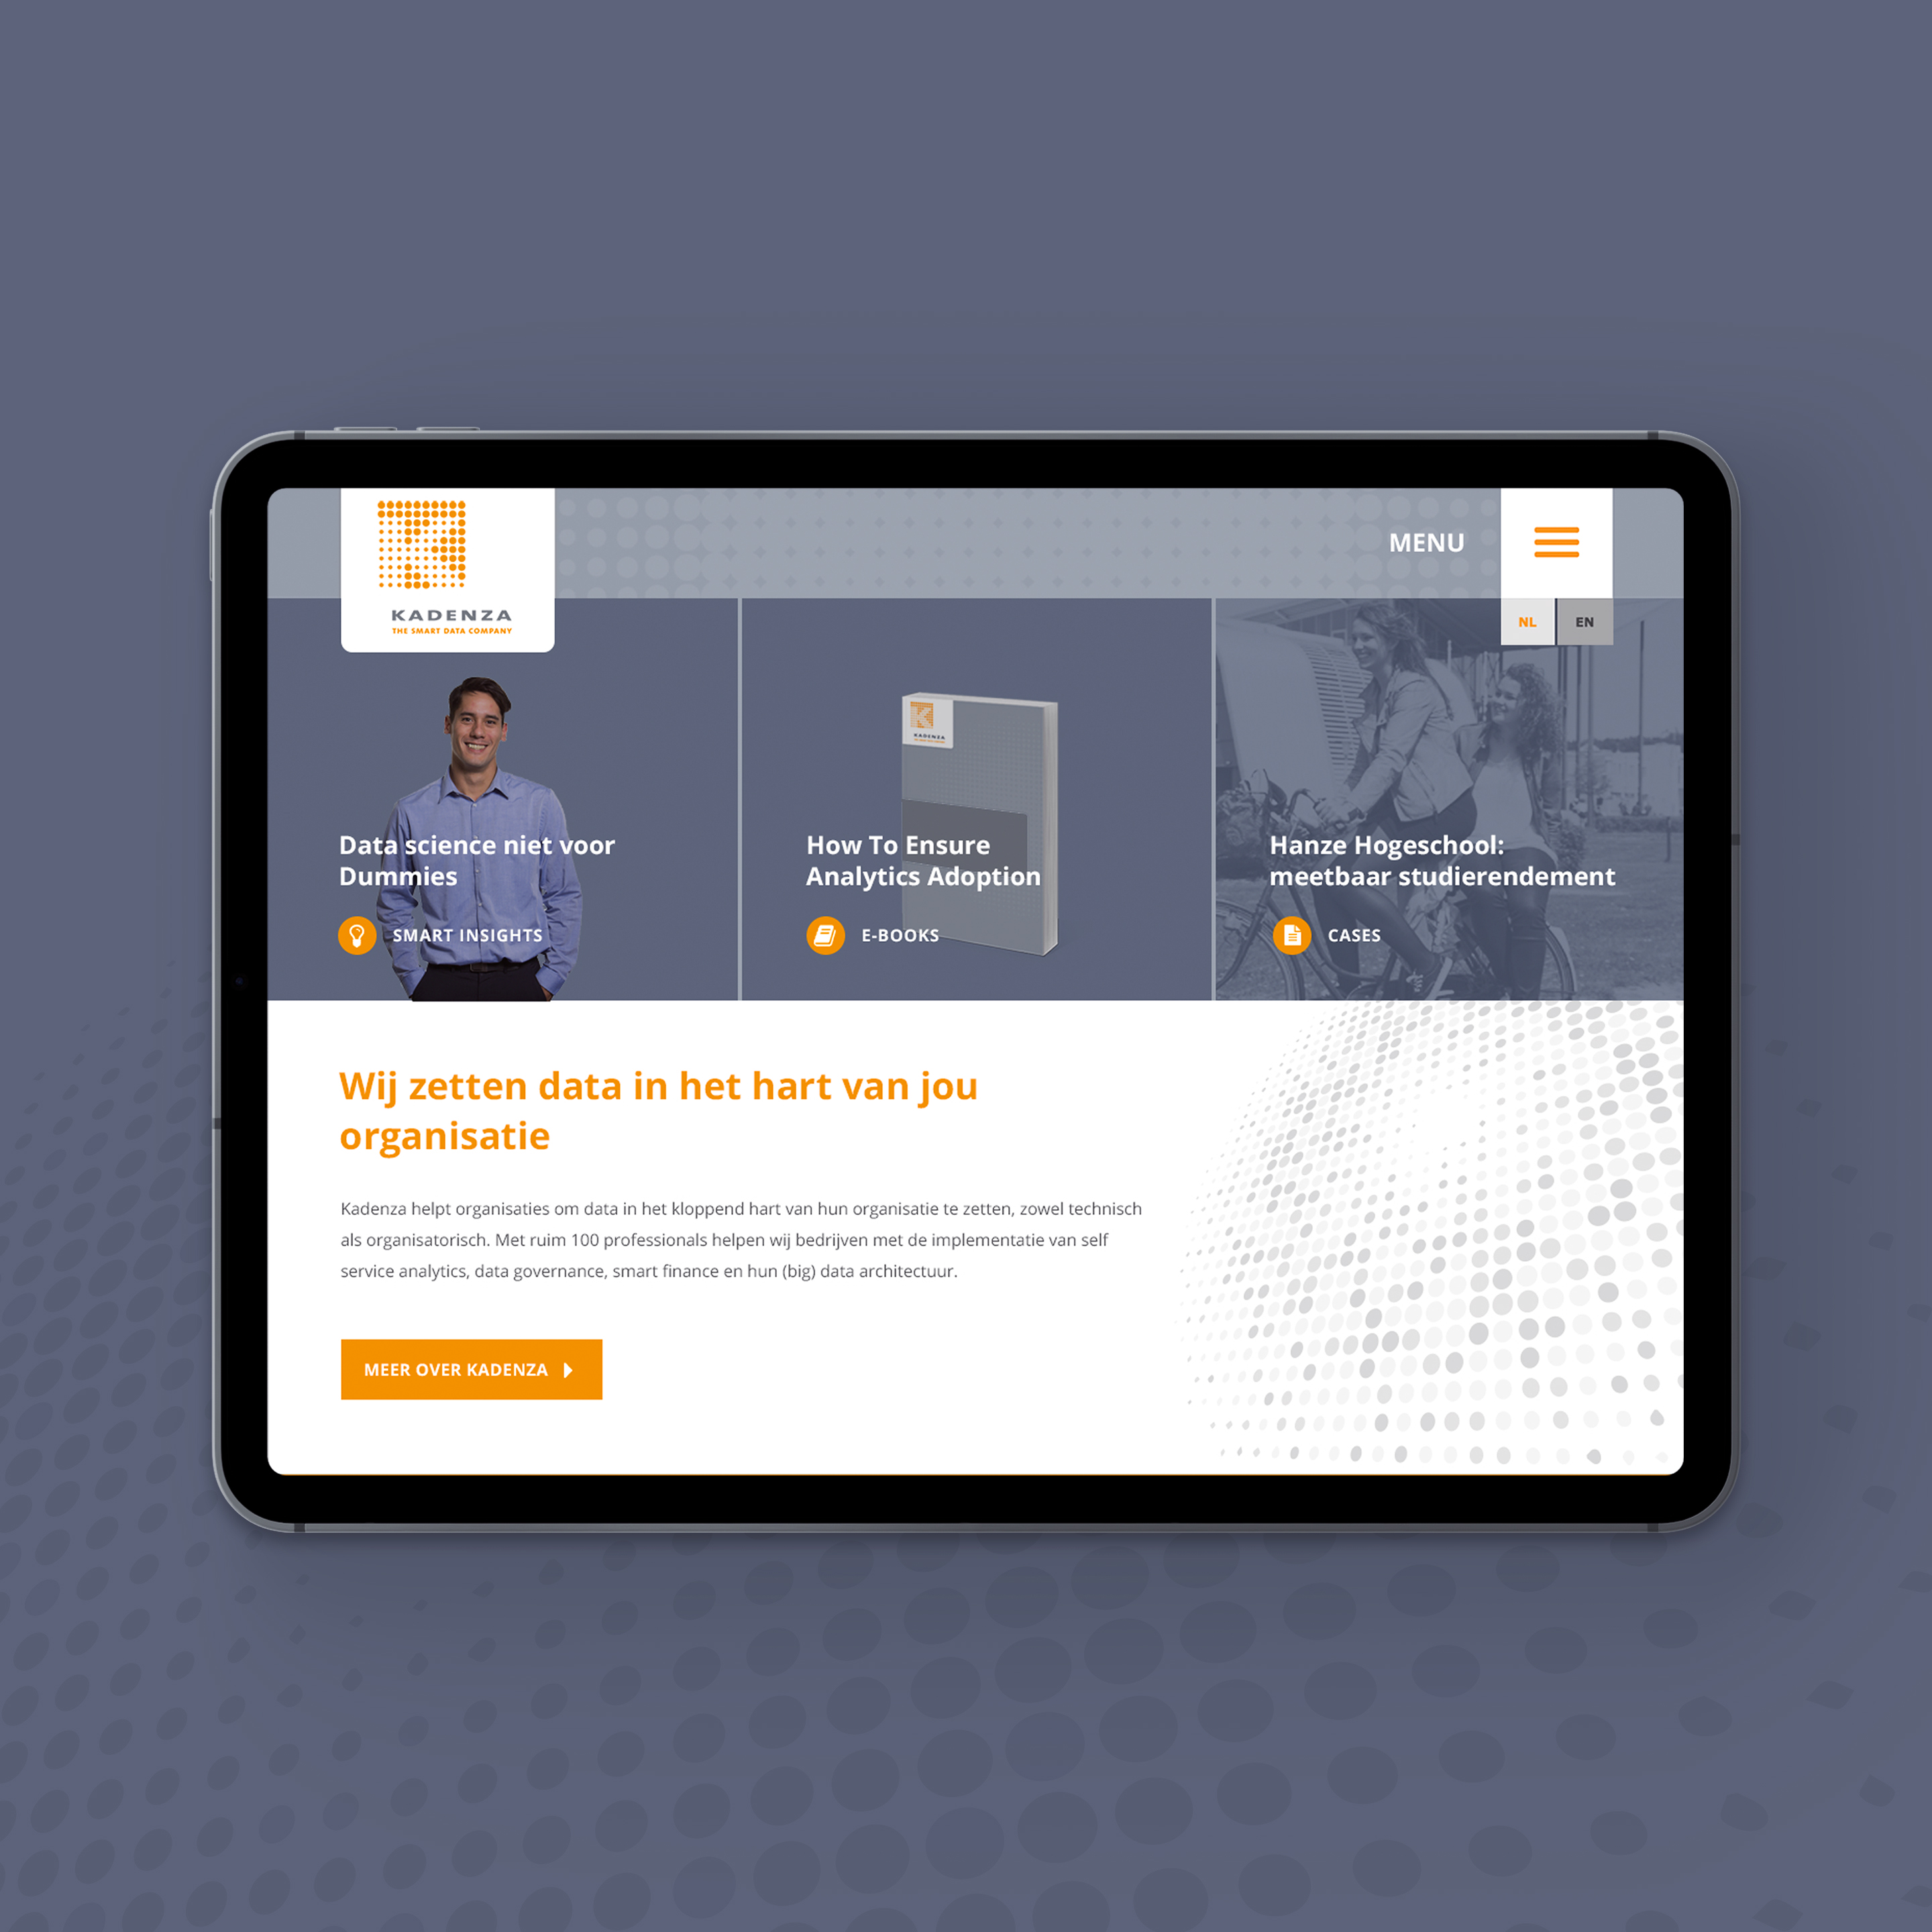 KADENZA
THE SMART DATA COMPANY
MENU
NL
EN
KADENZA
Data science niet voor
Dummies
SMART INSIGHTS
How To Ensure
Analytics Adoption
E-BOOKS
Hanze Hogeschool:
meetbaar studierendement
CASES
Wij zetten data in het hart van jou
organisatie
Kadenza helpt organisaties om data in het kloppend hart van hun organisatie te zetten, zowel technisch
als organisatorisch. Met ruim 100 professionals helpen wij bedrijven met de implementatie van self
service analytics, data governance, smart finance en hun (big) data architectuur.
MEER OVER KADENZA